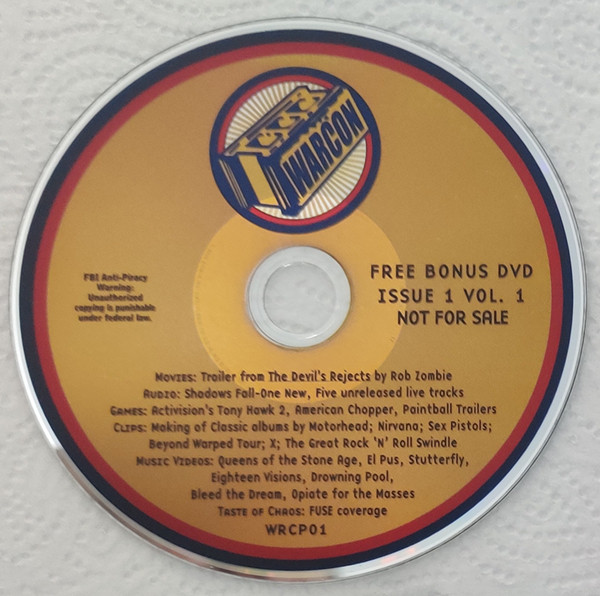 WARCON
FBI Anti-Piracy
Warning:
Unauthorized
copying is punishable
under federal law.
FREE BONUS DVD
ISSUE 1 VOL. 1
NOT FOR SALE
Movies: Trailer from The Devil's Rejects by Rob Zombie
Audio: Shadows Fall-One New, Five unreleased live tracks
Games: Activision's Tony Hawk 2, American Chopper, Paintball Trailers
Clips: Making of Classic albums by Motorhead; Nirvana; Sex Pistols;
Beyond Warped Tour; X; The Great Rock 'N' Roll Swindle
Music Videos: Queens of the Stone Age, El Pus, Stutterfly,
Eighteen Visions, Drowning Pool,
Bleed the Dream, Opiate for the Masses
Taste of Chaos: FUSE coverage
WRCP01